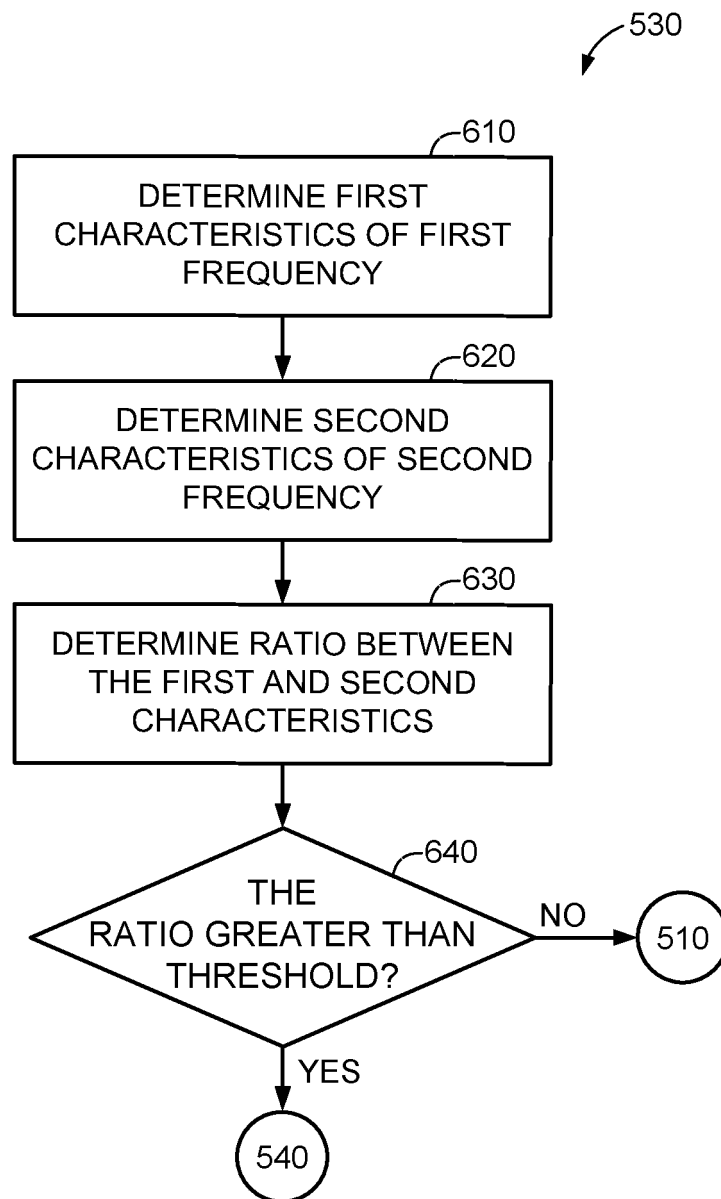 530
610
DETERMINE FIRST
CHARACTERISTICS OF FIRST
FREQUENCY
620
DETERMINE SECOND
CHARACTERISTICS OF SECOND
FREQUENCY
630
DETERMINE RATIO BETWEEN
THE FIRST AND SECOND
CHARACTERISTICS
640
THE
RATIO GREATER THAN
THRESHOLD?
NO
510
YES
540